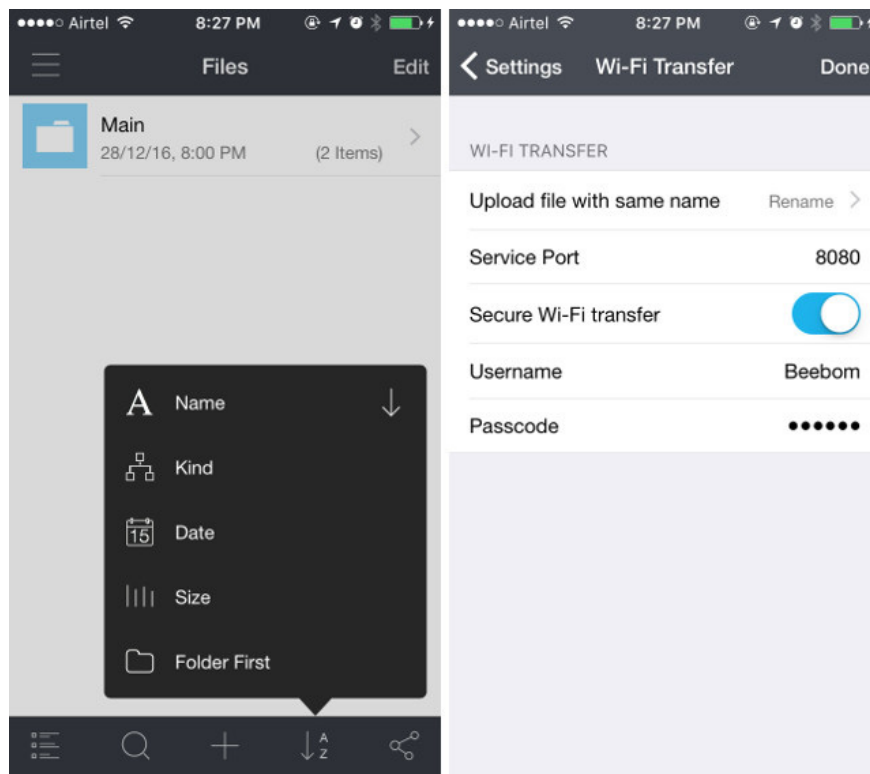 Airtel 8:27 PM
Files Edit
Main
28/12/16, 8:00 PM (2 Items)
A Name
Kind
15 Date
Size
Folder First
A
Z
Airtel 8:27 PM
Settings Wi-Fi Transfer Done
WI-FI TRANSFER
Upload file with same name Rename
Service Port 8080
Secure Wi-Fi transfer
Username Beebom
Passcode ••••••